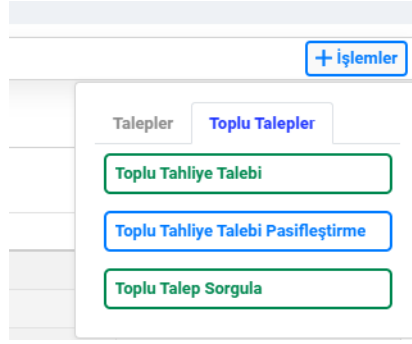 + İşlemler
Talepler Toplu Talepler
Toplu Tahliye Talebi
Toplu Tahliye Talebi Pasifleştirme
Toplu Talep Sorgula